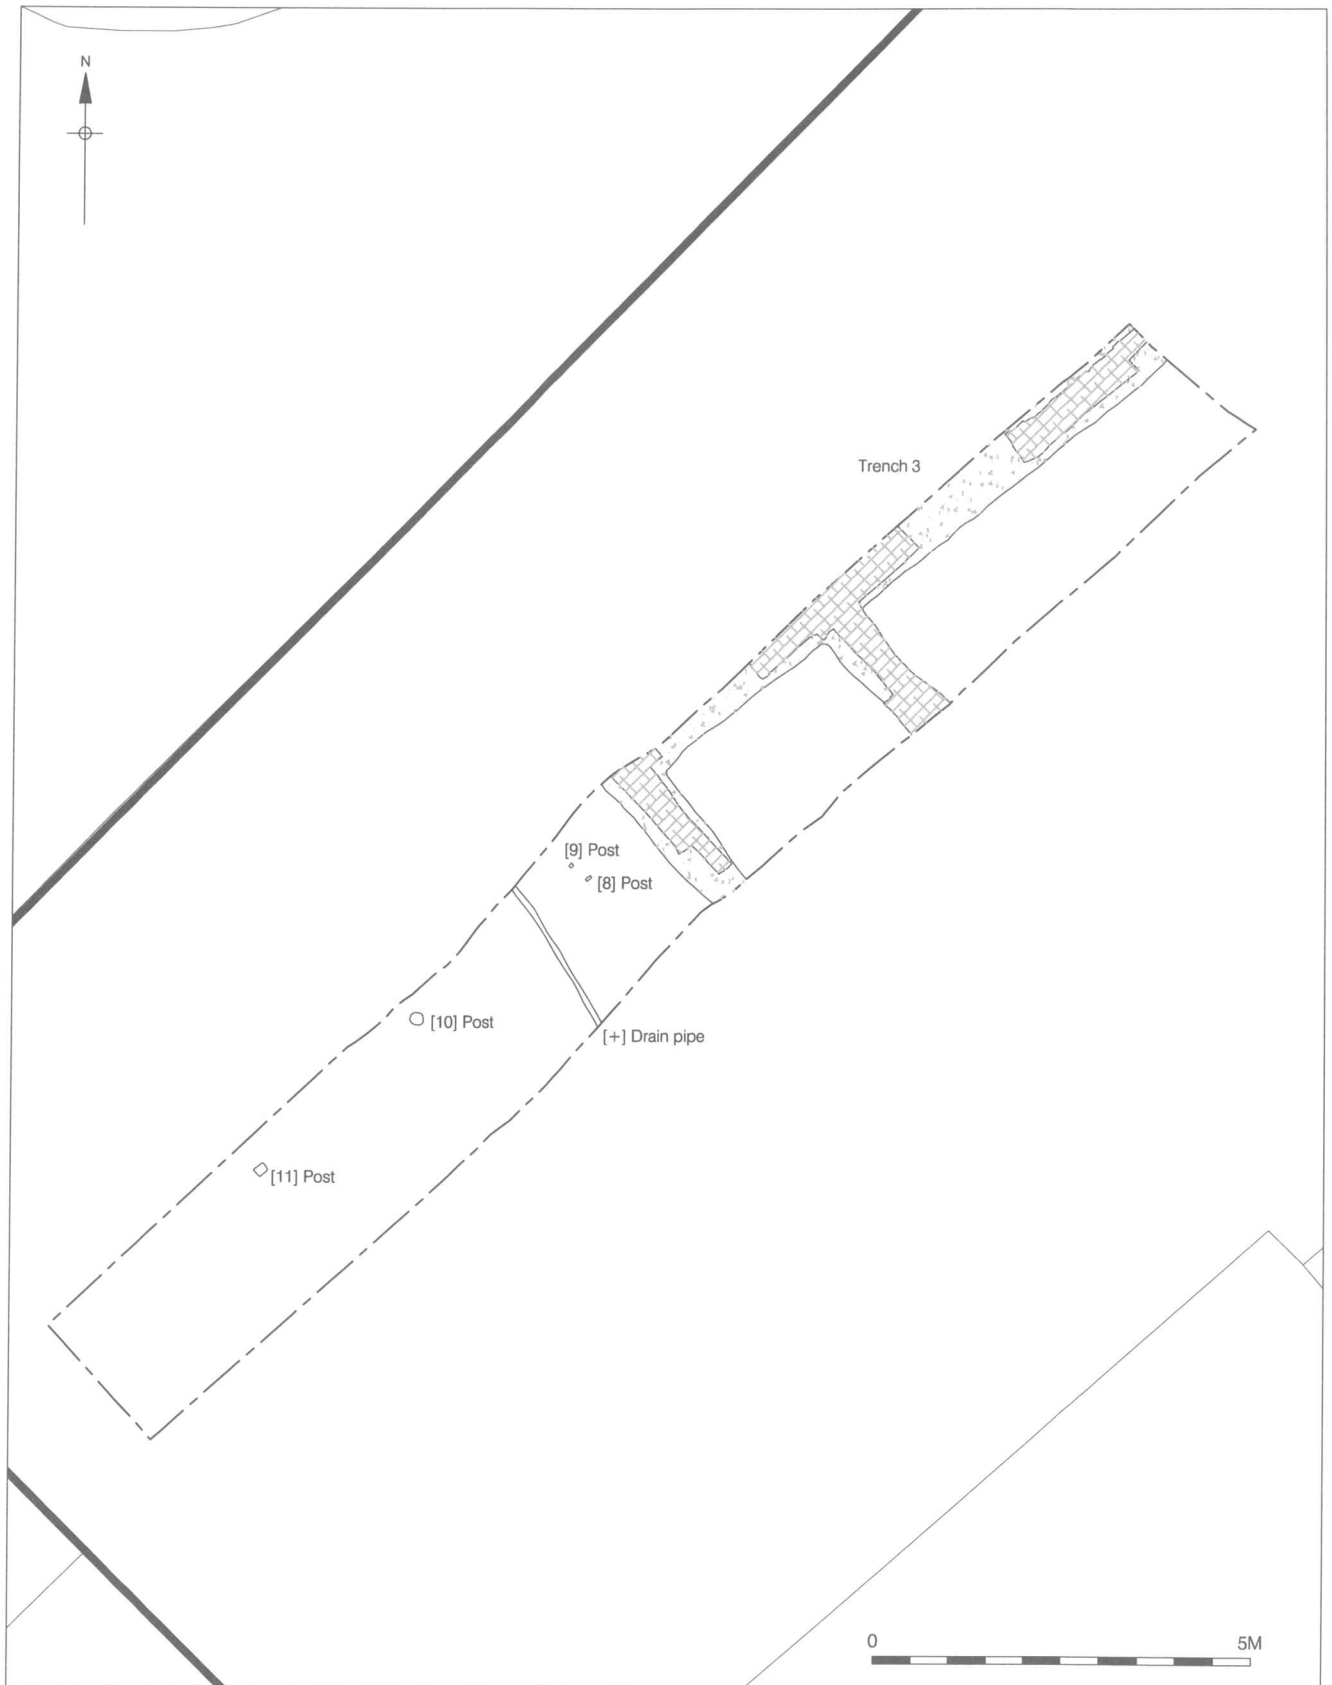 N
Trench 3
[9] Post
[8] Post
[10] Post
[+] Drain pipe
[11] Post
0 5M